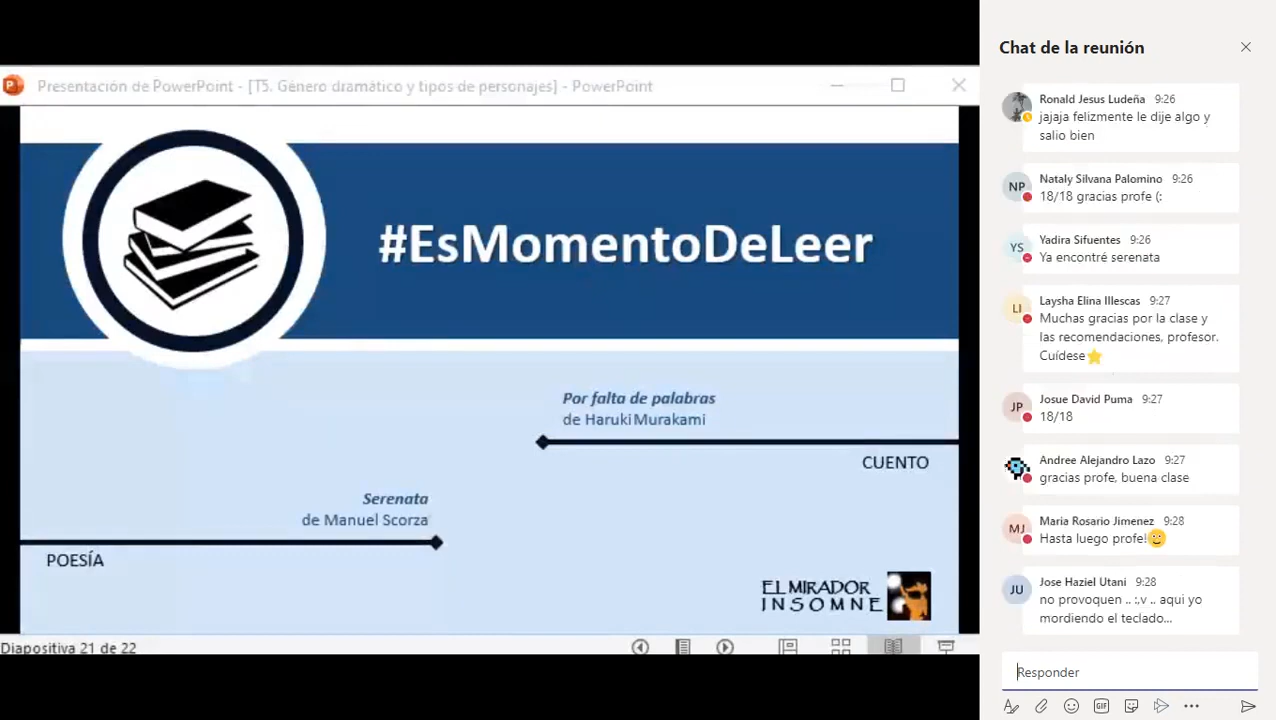 Presentación de PowerPoint - [T5. Género dramático y tipos de personajes] - PowerPoint
#EsMomentoDeLeer
Por falta de palabras
de Haruki Murakami
CUENTO
Serenata
de Manuel Scorza
POESÍA
EL MIRADOR
INSOMNE
Diapositiva 21 de 22
Chat de la reunión
Ronald Jesus Ludeña 9:26
jajaja felizmente le dije algo y
salio bien
NP
Nataly Silvana Palomino 9:26
18/18 gracias profe (:
YS
Yadira Sifuentes 9:26
Ya encontré serenata
LI
Laysha Elina Illescas 9:27
Muchas gracias por la clase y
las recomendaciones, profesor.
Cuídese⭐
JP
Josue David Puma 9:27
18/18
Andree Alejandro Lazo 9:27
gracias profe, buena clase
MJ
Maria Rosario Jimenez 9:28
Hasta luego profe!🙂
JU
Jose Haziel Utani 9:28
no provoquen .. :,v .. aqui yo
mordiendo el teclado...
Responder
GIF